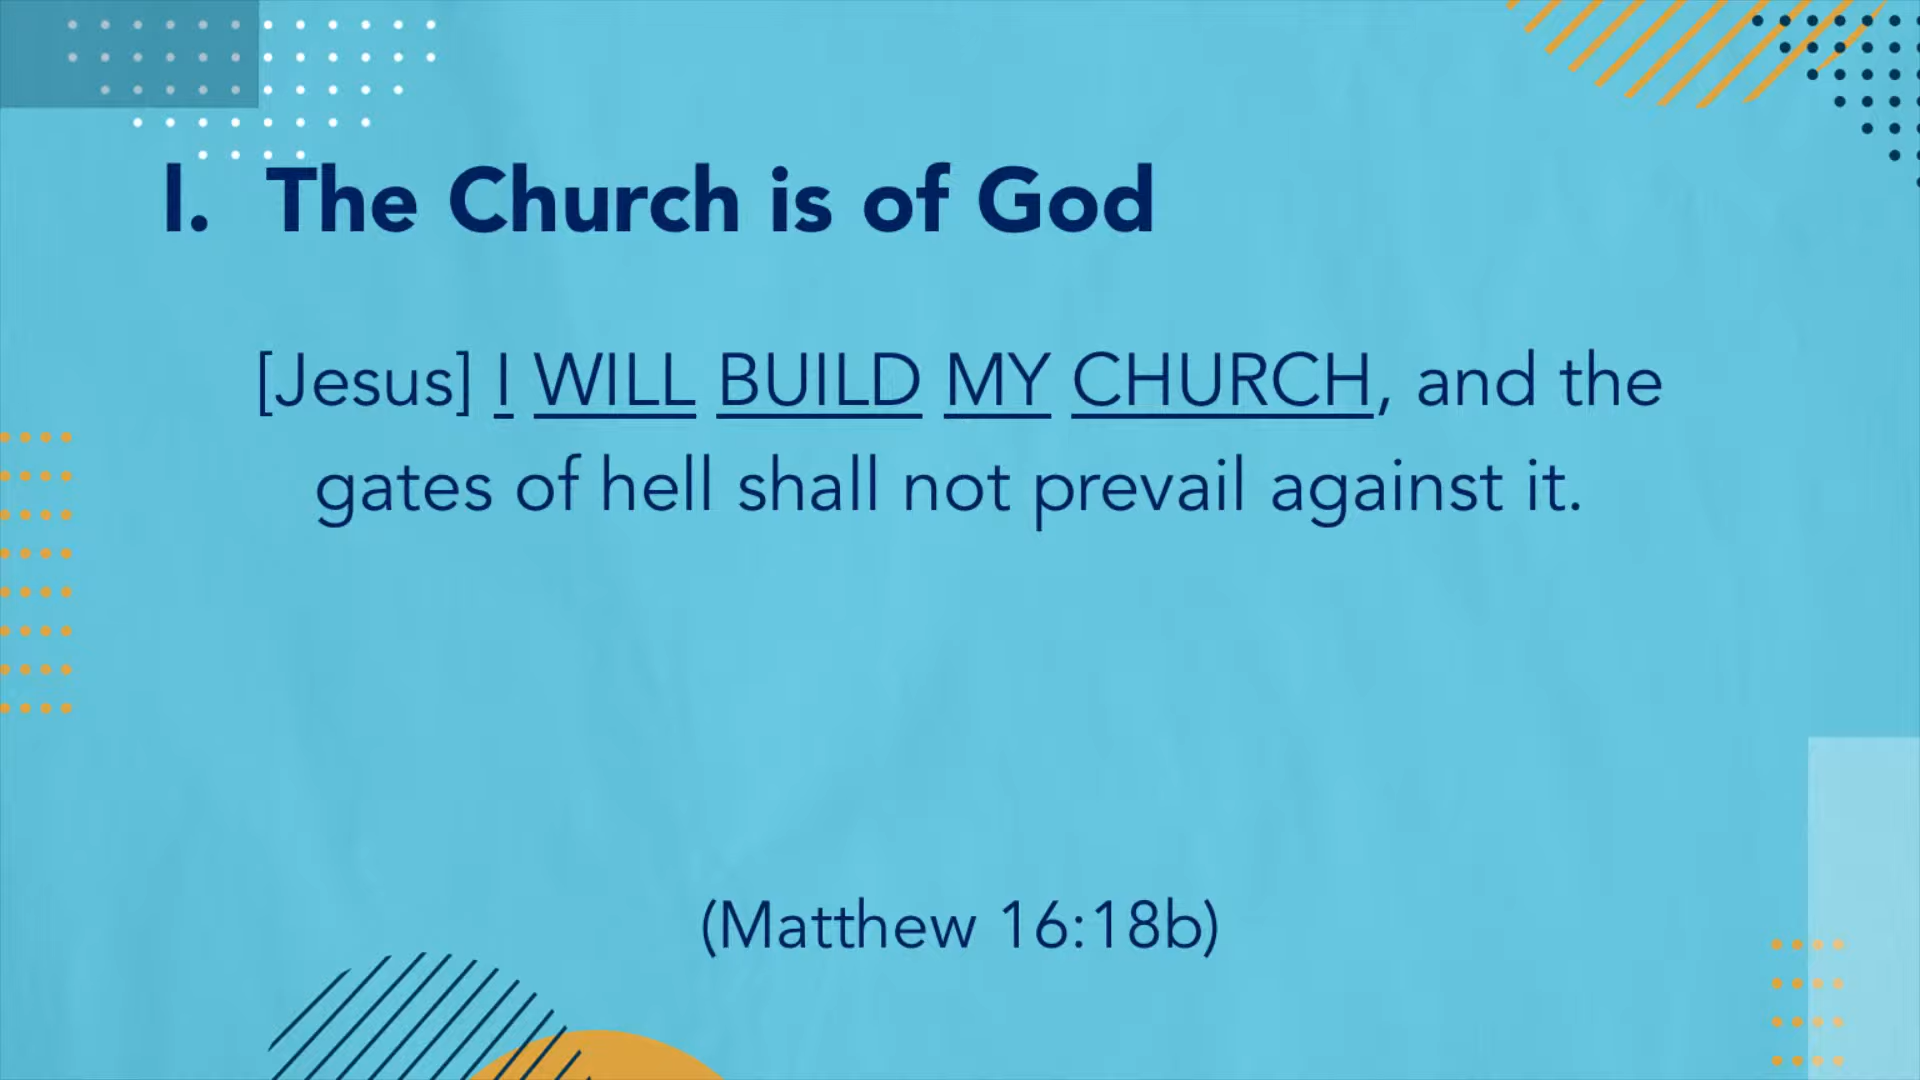 I. The Church is of God
[Jesus] I WILL BUILD MY CHURCH, and the
gates of hell shall not prevail against it.
(Matthew 16:18b)